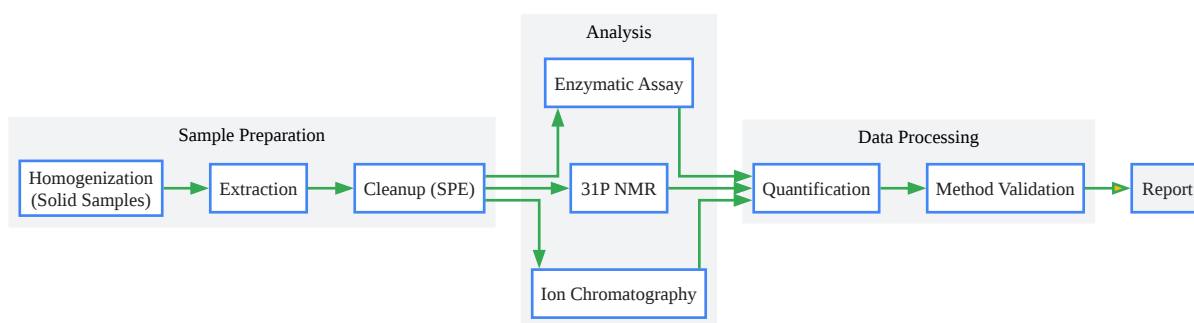 Sample Preparation
Homogenization
(Solid Samples)
Extraction
Cleanup (SPE)
Analysis
Enzymatic Assay
31P NMR
Ion Chromatography
Data Processing
Quantification
Method Validation
Report